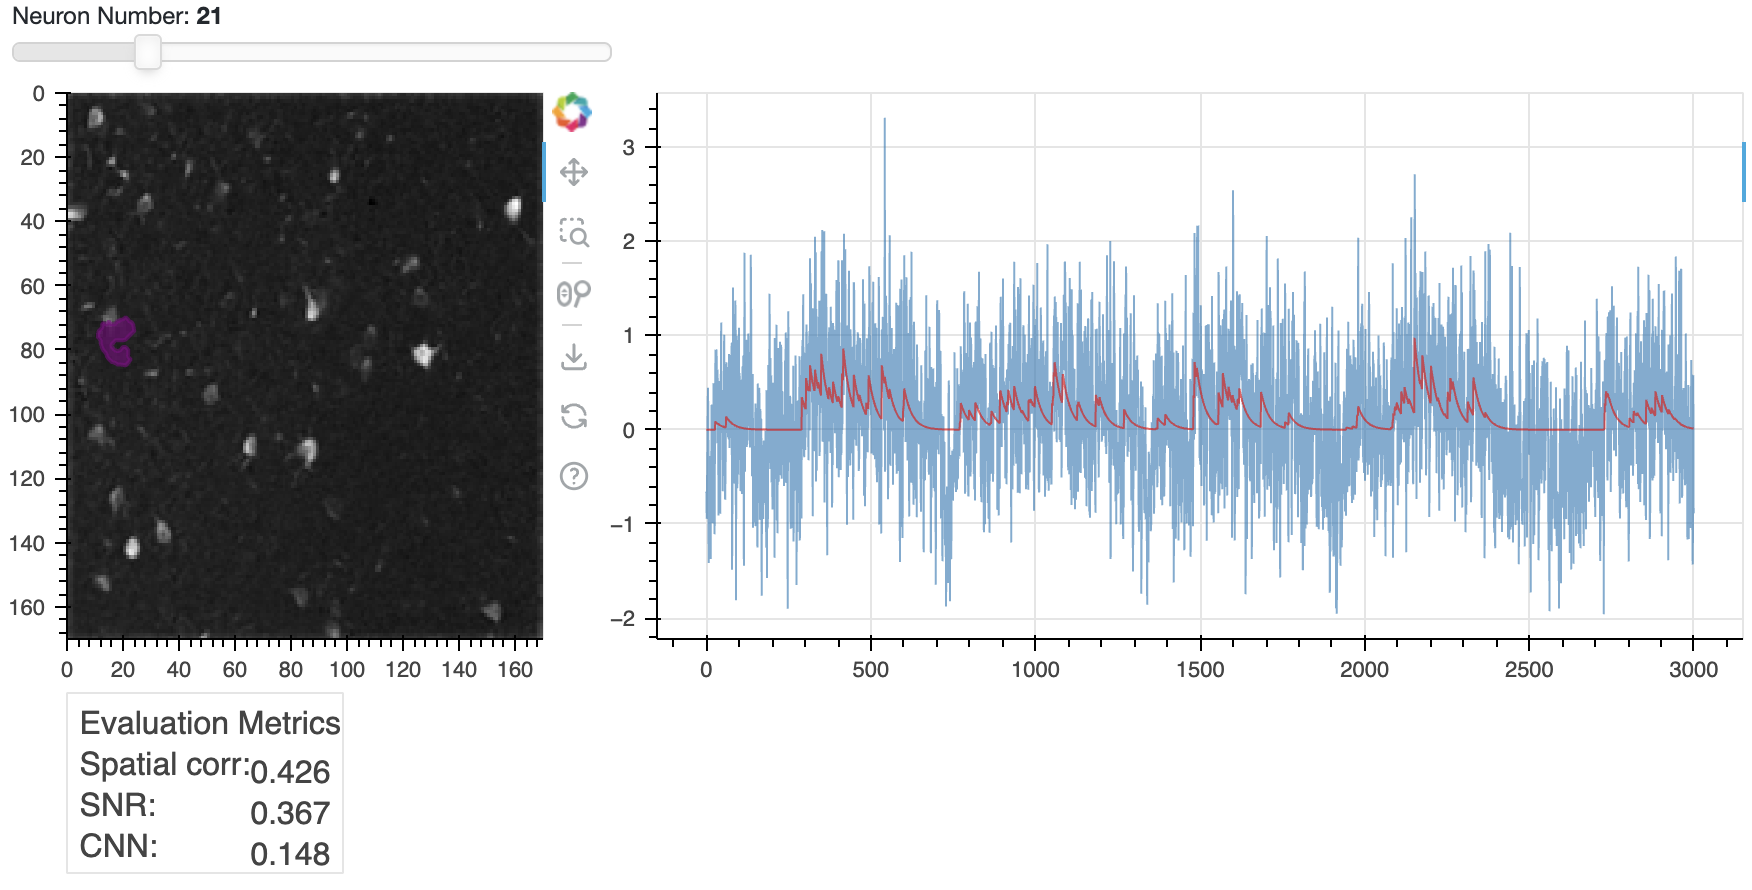 Neuron Number: 21
0
20
40
60
80
100
120
140
160
0 20 40 60 80 100 120 140 160
3
2
1
0
−1
−2
0 500 1000 1500 2000 2500 3000
Evaluation Metrics
Spatial corr: 0.426
SNR: 0.367
CNN: 0.148